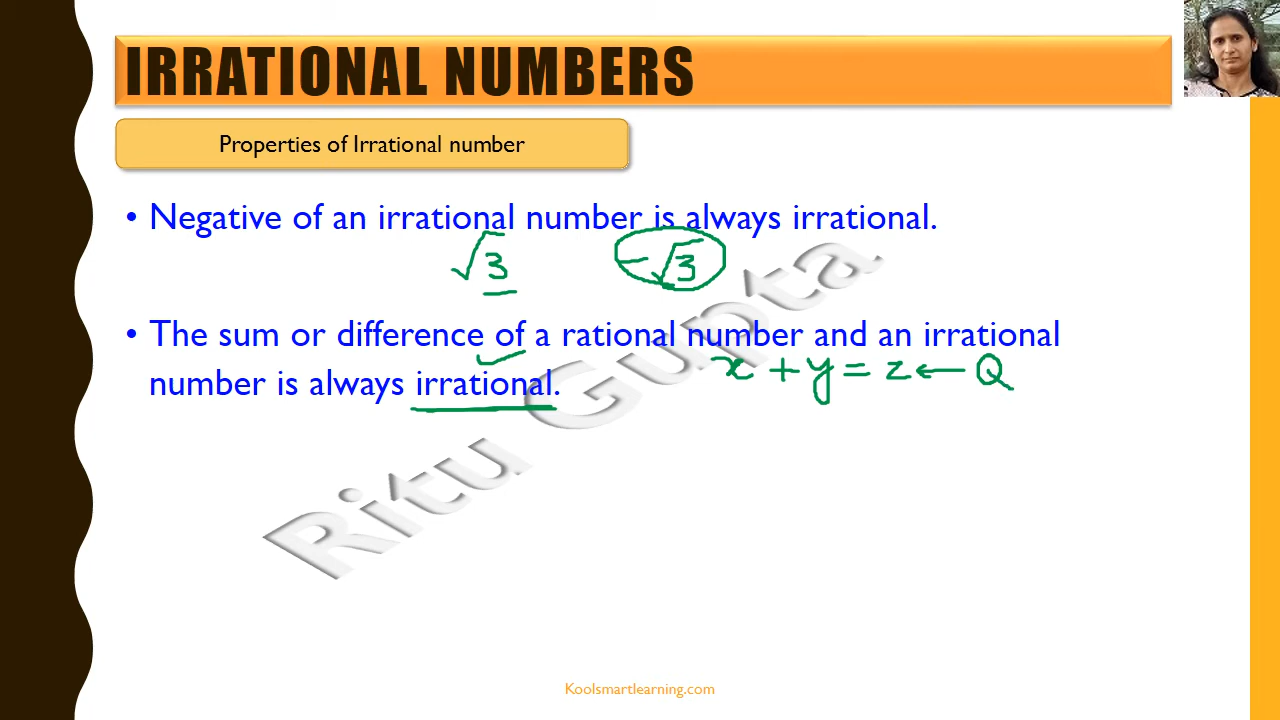 IRRATIONAL NUMBERS
Properties of Irrational number
• Negative of an irrational number is always irrational.
√3 −√3
• The sum or difference of a rational number and an irrational
number is always irrational.
x + y = z ← Q
Ritu Gupta
Koolsmartlearning.com